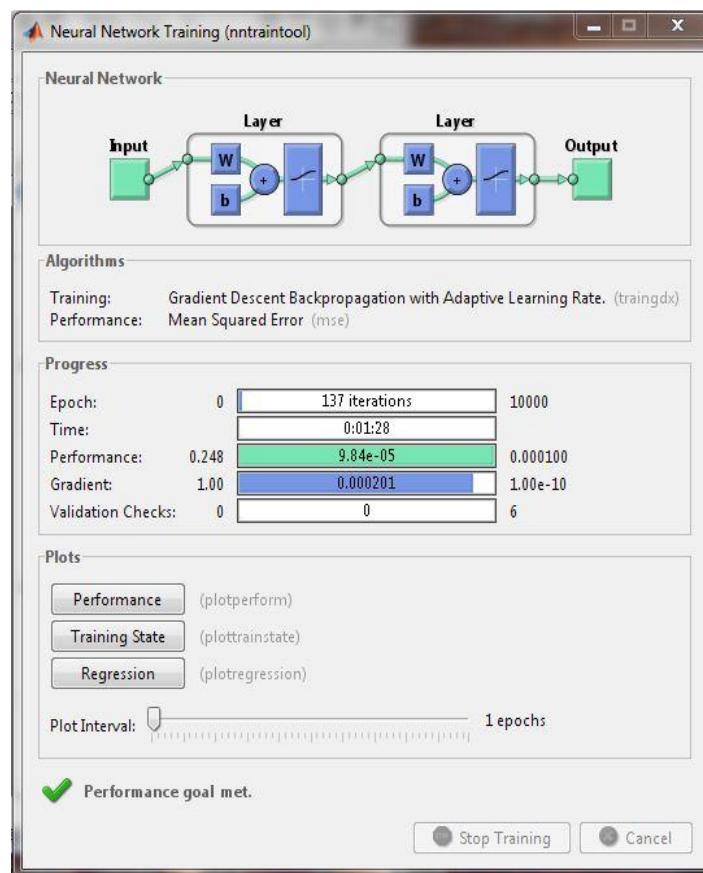 Neural Network Training (nntraintool)
Neural Network
Layer Layer
Input Output
W W
+ +
b b
Algorithms
Training: Gradient Descent Backpropagation with Adaptive Learning Rate. (traingdx)
Performance: Mean Squared Error (mse)
Progress
Epoch: 0 137 iterations 10000
Time: 0:01:28
Performance: 0.248 9.84e-05 0.000100
Gradient: 1.00 0.000201 1.00e-10
Validation Checks: 0 0 6
Plots
Performance (plotperform)
Training State (plottrainstate)
Regression (plotregression)
Plot Interval: 1 epochs
Performance goal met.
Stop Training Cancel